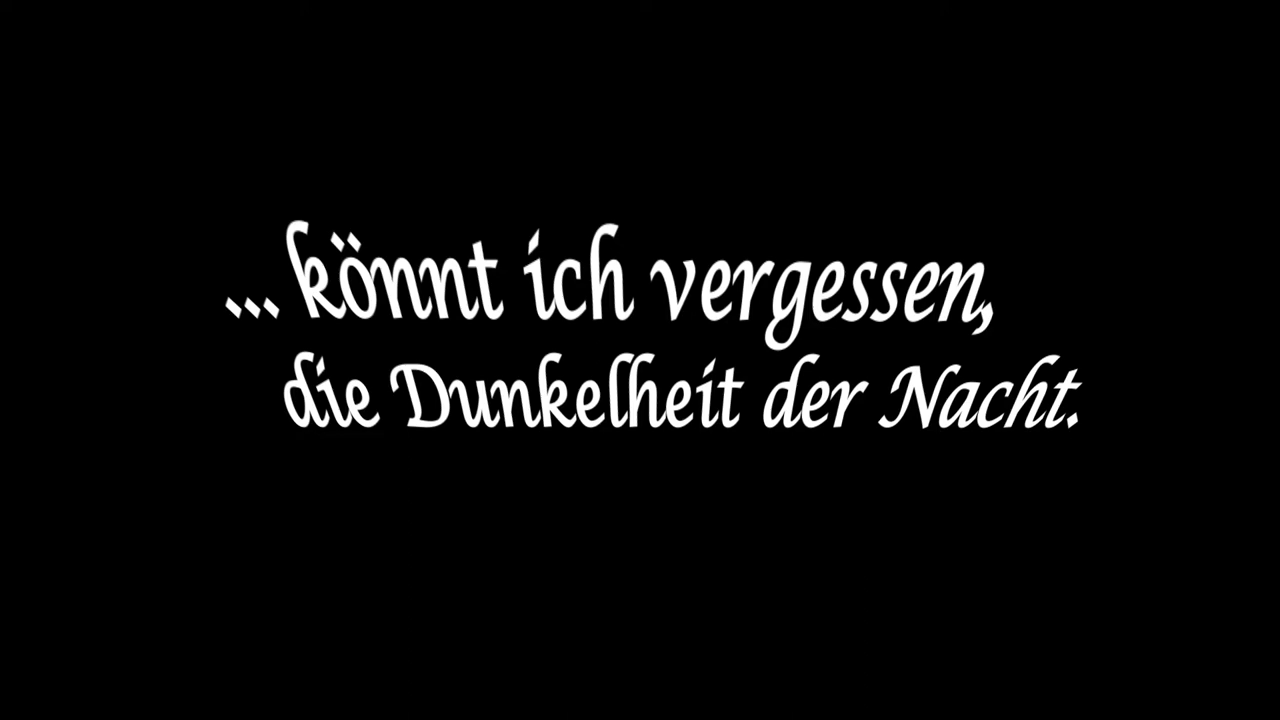 ... könnt ich vergessen,
die Dunkelheit der Nacht.